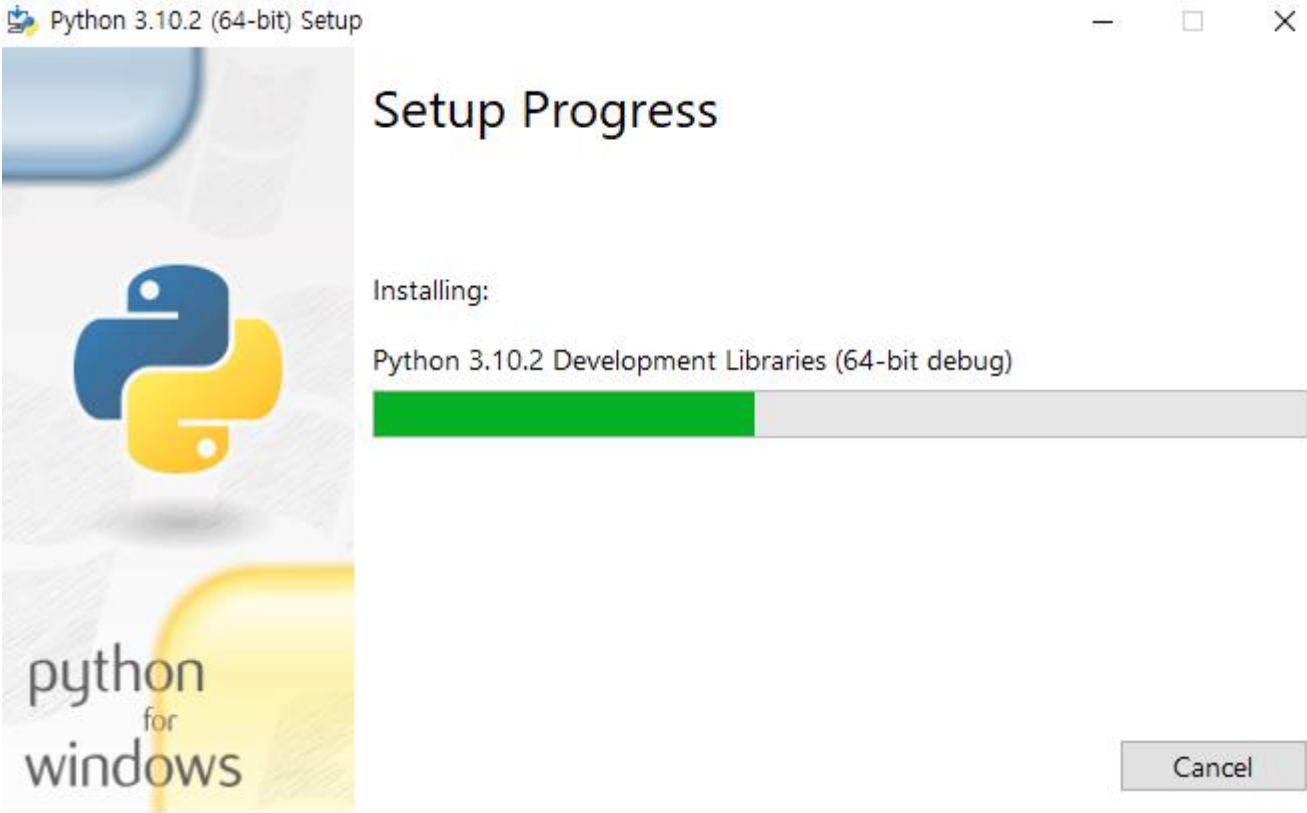 Python 3.10.2 (64-bit) Setup
Setup Progress
Installing:
Python 3.10.2 Development Libraries (64-bit debug)
python
for
windows
Cancel